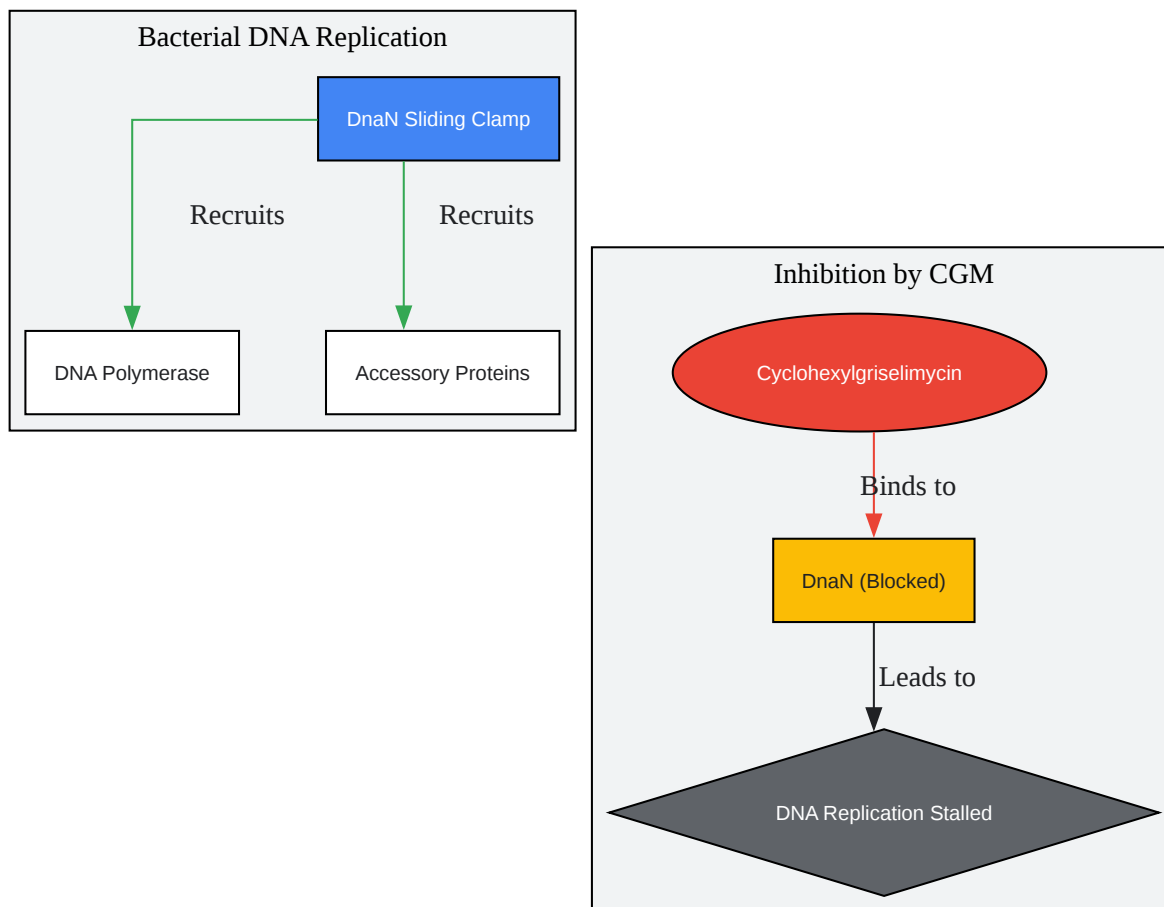 Bacterial DNA Replication
DnaN Sliding Clamp
Recruits
Recruits
DNA Polymerase
Accessory Proteins
Inhibition by CGM
Cyclohexylgriselimycin
Binds to
DnaN (Blocked)
Leads to
DNA Replication Stalled